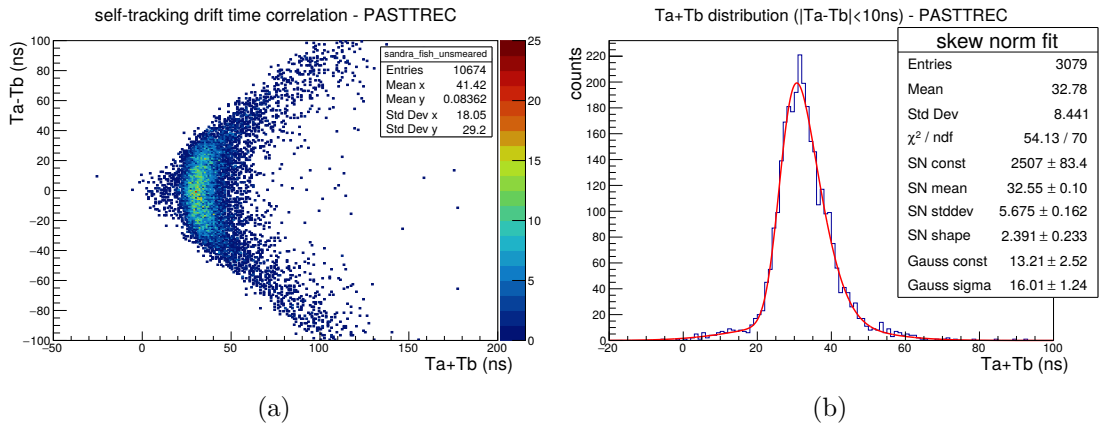 self-tracking drift time correlation - PASTTREC
Ta-Tb (ns)
100
80
60
40
20
0
−20
−40
−60
−80
−100
−50
0
50
100
150
200
Ta+Tb (ns)
sandra_fish_unsmeared
Entries 10674
Mean x 41.42
Mean y 0.08362
Std Dev x 18.05
Std Dev y 29.2
25
20
15
10
5
0
(a)
Ta+Tb distribution (|Ta-Tb|<10ns) - PASTTREC
counts
220
200
180
160
140
120
100
80
60
40
20
0
−20
0
20
40
60
80
100
Ta+Tb (ns)
skew norm fit
Entries 3079
Mean 32.78
Std Dev 8.441
χ² / ndf 54.13 / 70
SN const 2507 ± 83.4
SN mean 32.55 ± 0.10
SN stddev 5.675 ± 0.162
SN shape 2.391 ± 0.233
Gauss const 13.21 ± 2.52
Gauss sigma 16.01 ± 1.24
(b)